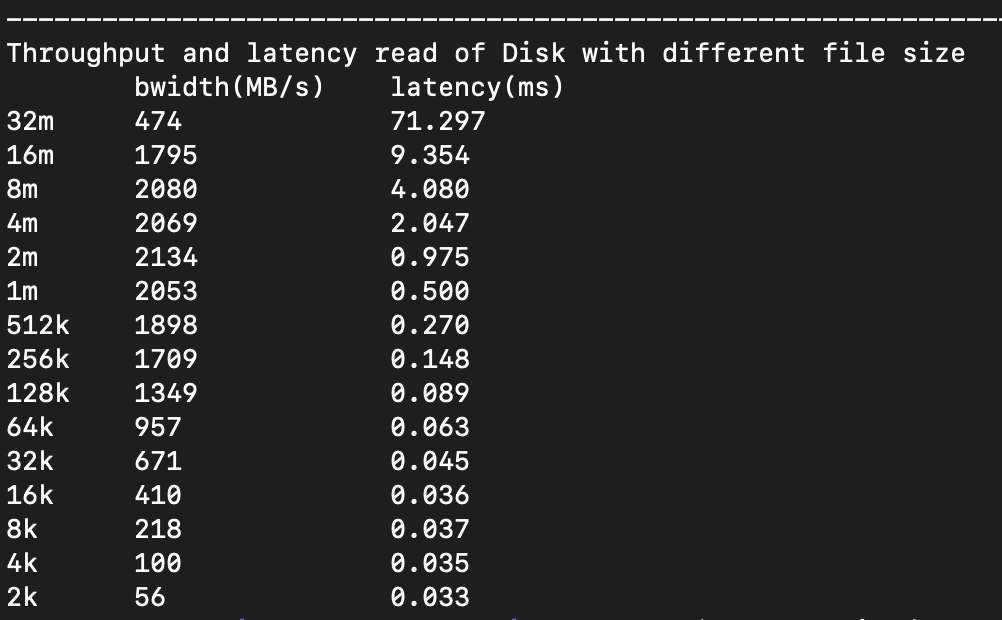 Throughput and latency read of Disk with different file size
bwidth(MB/s) latency(ms)
32m 474 71.297
16m 1795 9.354
8m 2080 4.080
4m 2069 2.047
2m 2134 0.975
1m 2053 0.500
512k 1898 0.270
256k 1709 0.148
128k 1349 0.089
64k 957 0.063
32k 671 0.045
16k 410 0.036
8k 218 0.037
4k 100 0.035
2k 56 0.033